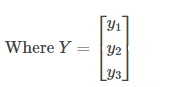 Where Y = [y1
y2
y3]